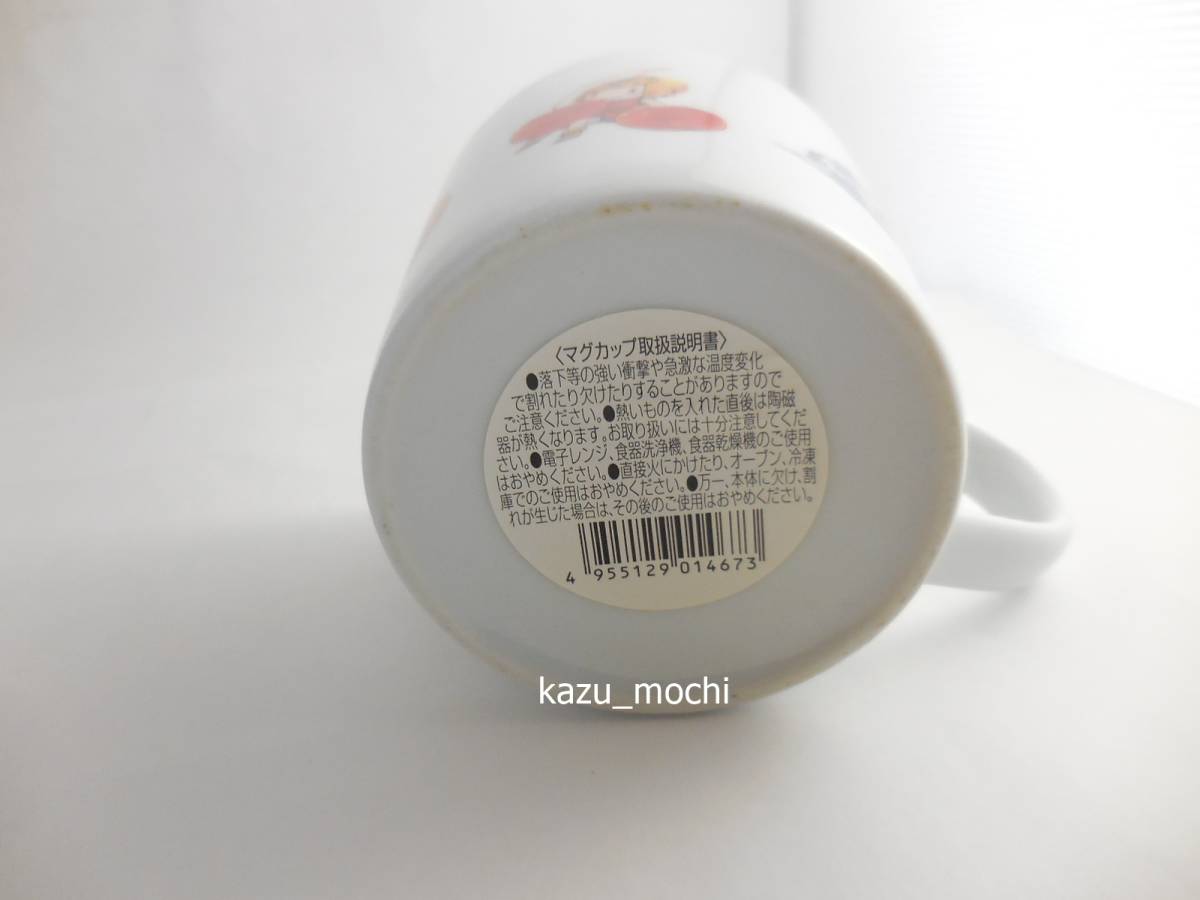 〈マグカップ取扱説明書〉
●落下等の強い衝撃や急激な温度変化
で割れたり欠けたりすることがありますので
ご注意ください。●熱いものを入れた直後は陶磁
器が熱くなります。お取り扱いには十分注意してくだ
さい。●電子レンジ、食器洗浄機、食器乾燥機のご使用
はおやめください。●直接火にかけたり、オーブン、冷凍
庫でのご使用はおやめください。●万一、本体に欠け、割
れが生じた場合は、その後のご使用はおやめください。
4 955129 014673
kazu_mochi